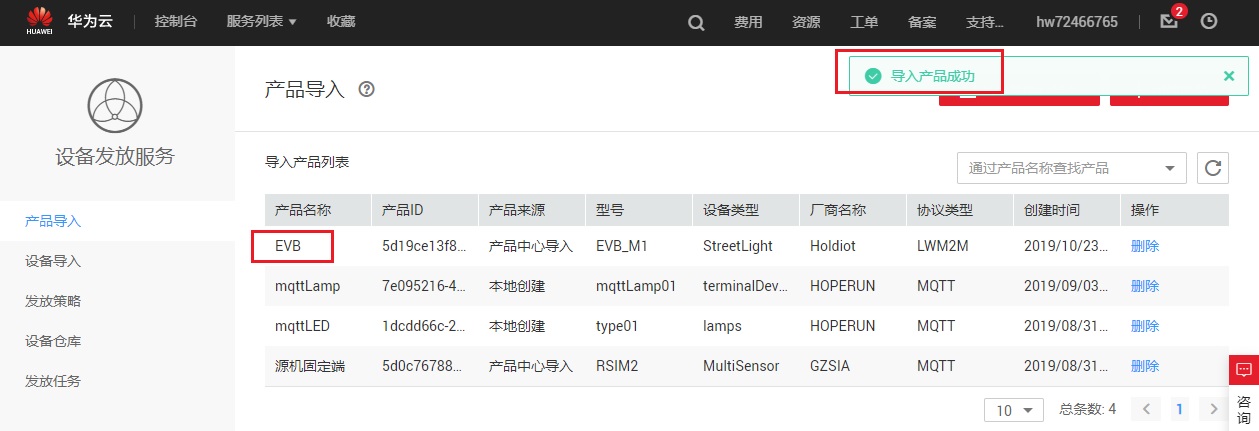 HUAWEI 华为云 控制台 服务列表 收藏 费用 资源 工单 备案 支持... hw72466765 2
导入产品成功
产品导入
设备发放服务
导入产品列表
通过产品名称查找产品
产品名称 产品ID 产品来源 型号 设备类型 厂商名称 协议类型 创建时间 操作
产品导入
EVB 5d19ce13f8... 产品中心导入 EVB_M1 StreetLight Holdiot LWM2M 2019/10/23... 删除
设备导入
mqttLamp 7e095216-4... 本地创建 mqttLamp01 terminalDev... HOPERUN MQTT 2019/09/03... 删除
发放策略
mqttLED 1dcdd66c-2... 本地创建 type01 lamps HOPERUN MQTT 2019/08/31... 删除
设备仓库
源机固定端 5d0c76788... 产品中心导入 RSIM2 MultiSensor GZSIA MQTT 2019/08/31... 删除
发放任务
10 总条数: 4 1
咨询